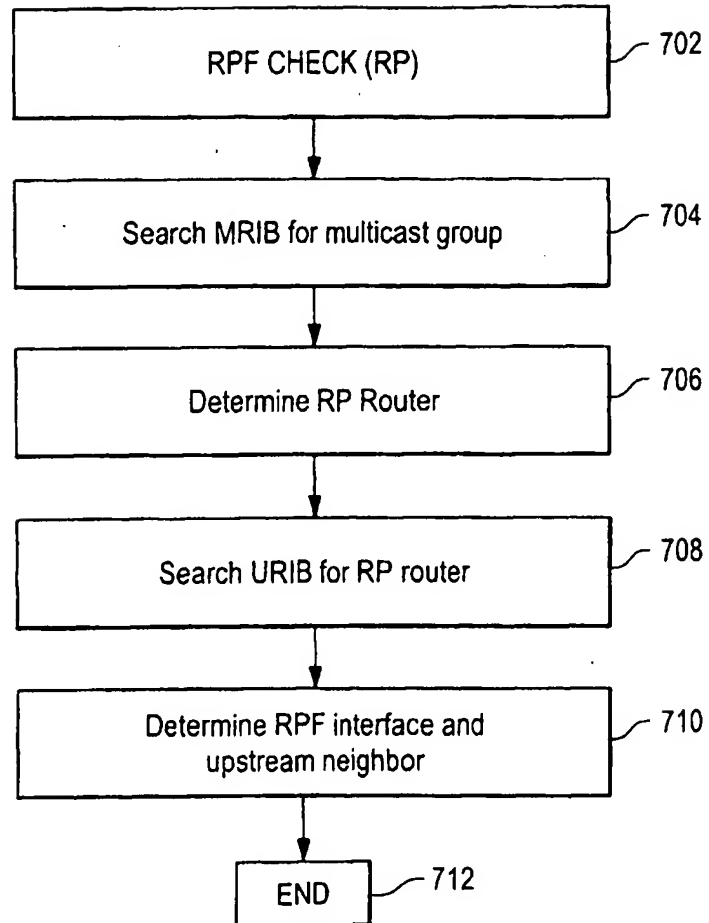 RPF CHECK (RP)
702
Search MRIB for multicast group
704
Determine RP Router
706
Search URIB for RP router
708
Determine RPF interface and
upstream neighbor
710
END
712